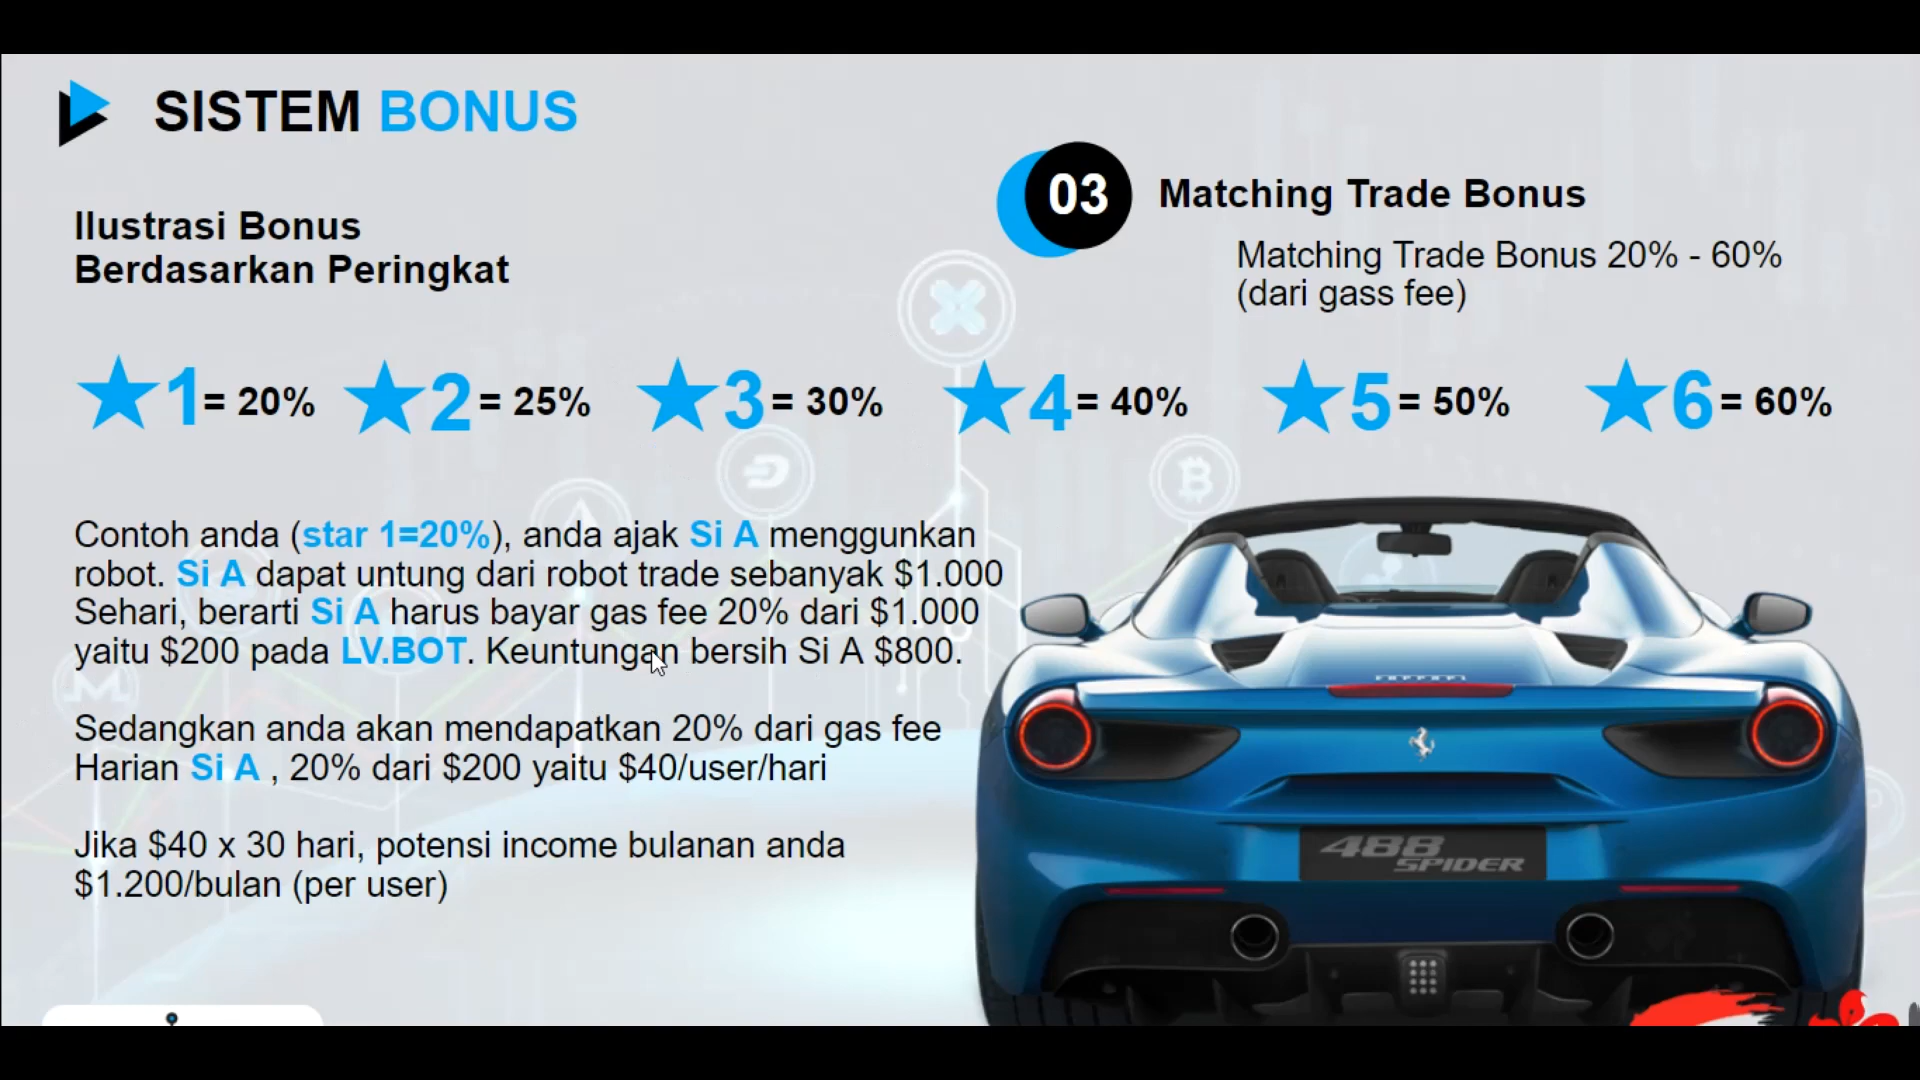 SISTEM BONUS
Ilustrasi Bonus
Berdasarkan Peringkat
03
Matching Trade Bonus
Matching Trade Bonus 20% - 60%
(dari gass fee)
1 = 20%
2 = 25%
3 = 30%
4 = 40%
5 = 50%
6 = 60%
Contoh anda (star 1=20%), anda ajak Si A menggunkan
robot. Si A dapat untung dari robot trade sebanyak $1.000
Sehari, berarti Si A harus bayar gas fee 20% dari $1.000
yaitu $200 pada LV.BOT. Keuntungan bersih Si A $800.
Sedangkan anda akan mendapatkan 20% dari gas fee
Harian Si A , 20% dari $200 yaitu $40/user/hari
Jika $40 x 30 hari, potensi income bulanan anda
$1.200/bulan (per user)
FERRARI
488
SPIDER